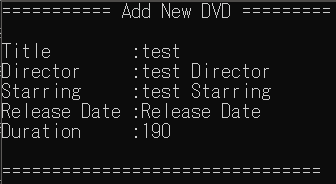 =========== Add New DVD =========
Title :test
Director :test Director
Starring :test Starring
Release Date :Release Date
Duration :190
================================